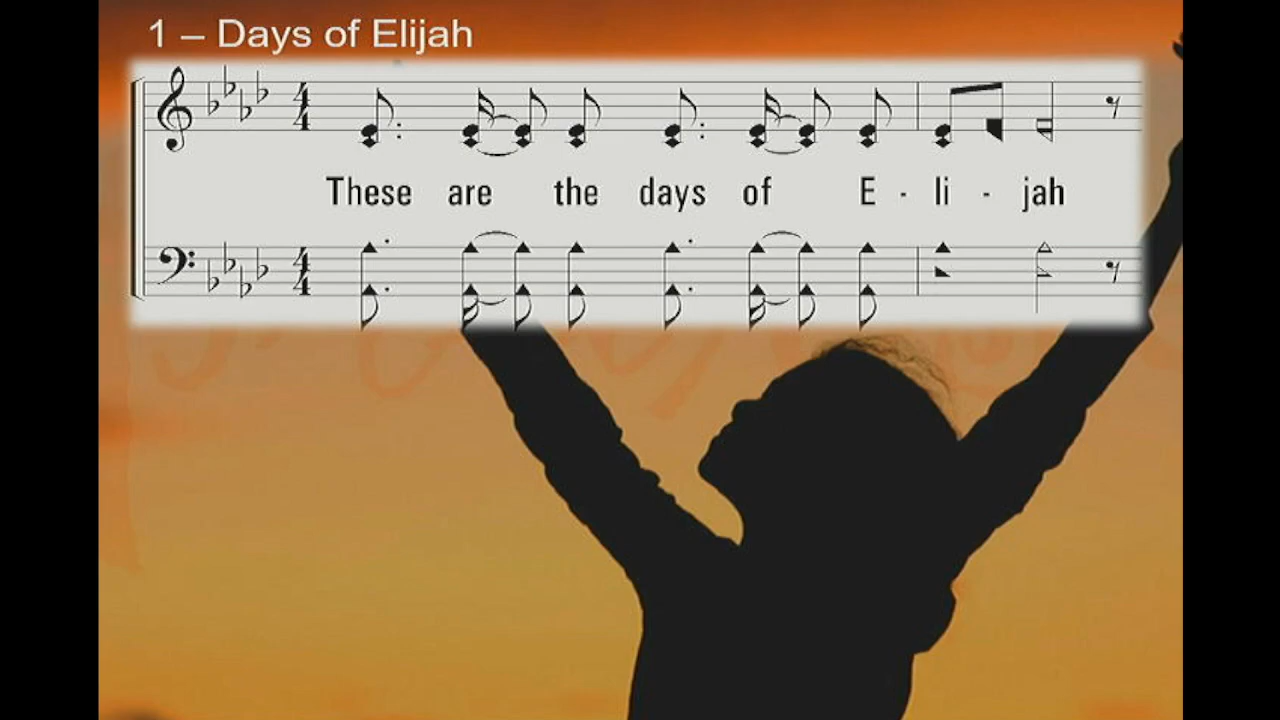 1 – Days of Elijah
These are the days of E - li - jah